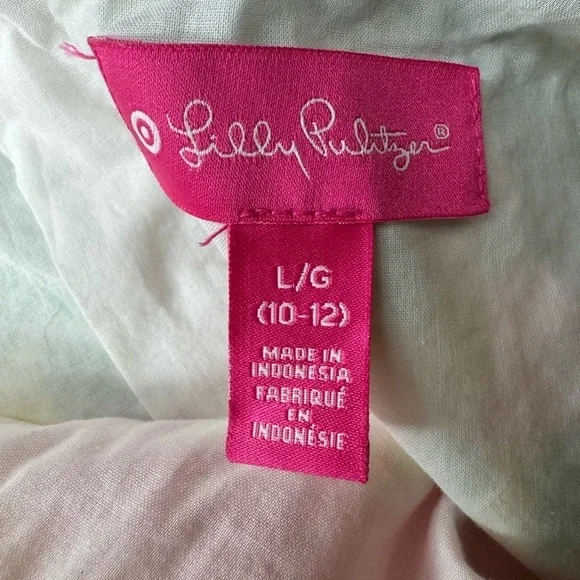 Lilly Pulitzer®
L/G
(10-12)
MADE IN
INDONESIA
FABRIQUÉ
EN
INDONÉSIE